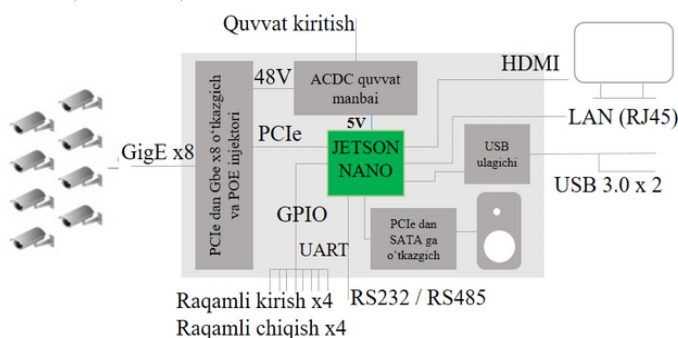 Quvvat kiritish
HDMI
48V
ACDC quvvat
manbai
LAN (RJ45)
5V
PCIe dan Gbe x8 o‘tkazgich
va POE injektori
GigE x8
PCIe
JETSON
NANO
USB
ulagichi
USB 3.0 x 2
GPIO
PCIe dan
SATA ga
o‘tkazgich
UART
Raqamli kirish x4
RS232 / RS485
Raqamli chiqish x4